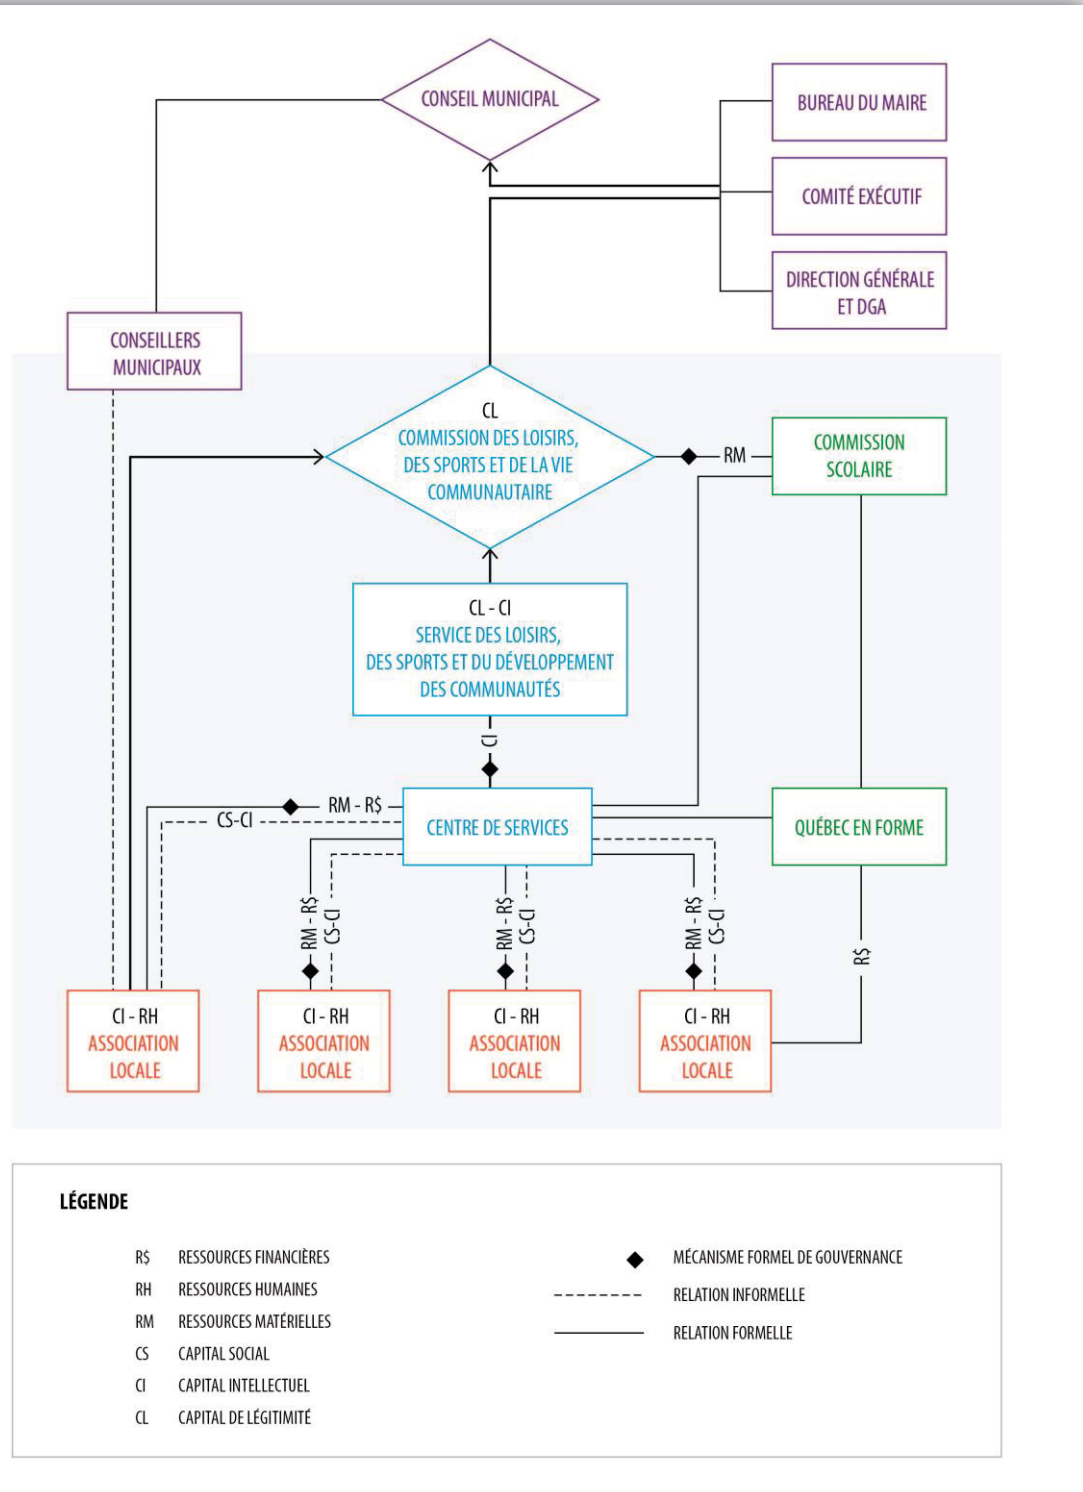 CONSEIL MUNICIPAL
BUREAU DU MAIRE
COMITÉ EXÉCUTIF
DIRECTION GÉNÉRALE
ET DGA
CONSEILLERS
MUNICIPAUX
CL
COMMISSION DES LOISIRS,
DES SPORTS ET DE LA VIE
COMMUNAUTAIRE
RM
COMMISSION
SCOLAIRE
CL - CI
SERVICE DES LOISIRS,
DES SPORTS ET DU DÉVELOPPEMENT
DES COMMUNAUTÉS
CI
RM - R$
CS-CI
CENTRE DE SERVICES
QUÉBEC EN FORME
RM - R$
CS-CI
RM - R$
CS-CI
RM - R$
CS-CI
R$
CI - RH
ASSOCIATION
LOCALE
CI - RH
ASSOCIATION
LOCALE
CI - RH
ASSOCIATION
LOCALE
CI - RH
ASSOCIATION
LOCALE
LÉGENDE
R$ RESSOURCES FINANCIÈRES
RH RESSOURCES HUMAINES
RM RESSOURCES MATÉRIELLES
CS CAPITAL SOCIAL
CI CAPITAL INTELLECTUEL
CL CAPITAL DE LÉGITIMITÉ
MÉCANISME FORMEL DE GOUVERNANCE
RELATION INFORMELLE
RELATION FORMELLE